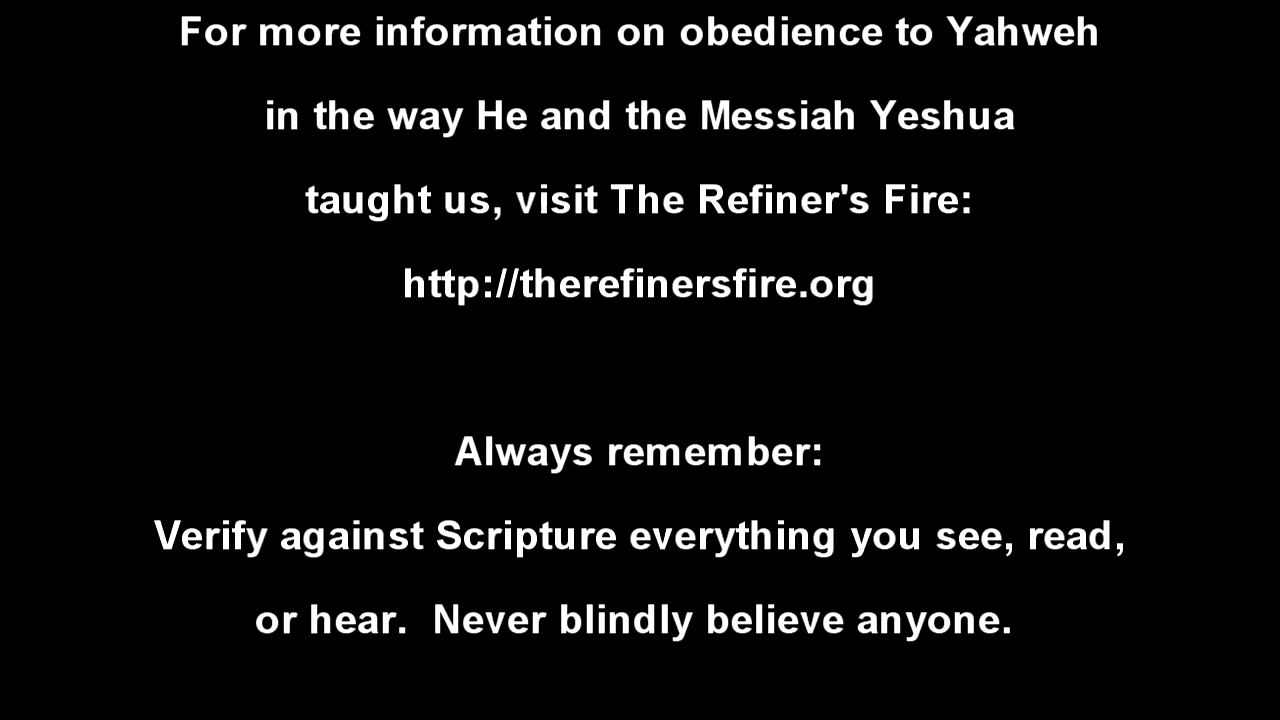 For more information on obedience to Yahweh
in the way He and the Messiah Yeshua
taught us, visit The Refiner's Fire:
http://therefinersfire.org
Always remember:
Verify against Scripture everything you see, read,
or hear.  Never blindly believe anyone.